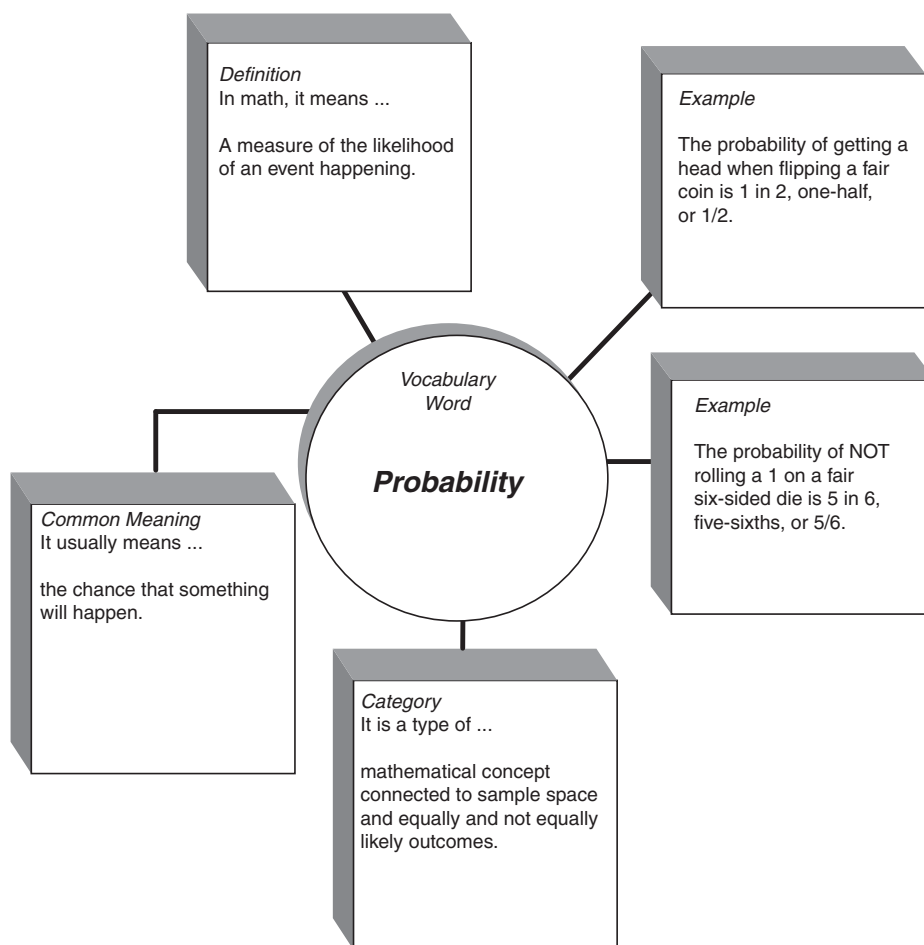 Definition
In math, it means ...
A measure of the likelihood
of an event happening.
Example
The probability of getting a
head when flipping a fair
coin is 1 in 2, one-half,
or 1/2.
Vocabulary
Word
Probability
Example
The probability of NOT
rolling a 1 on a fair
six-sided die is 5 in 6,
five-sixths, or 5/6.
Common Meaning
It usually means ...
the chance that something
will happen.
Category
It is a type of ...
mathematical concept
connected to sample space
and equally and not equally
likely outcomes.